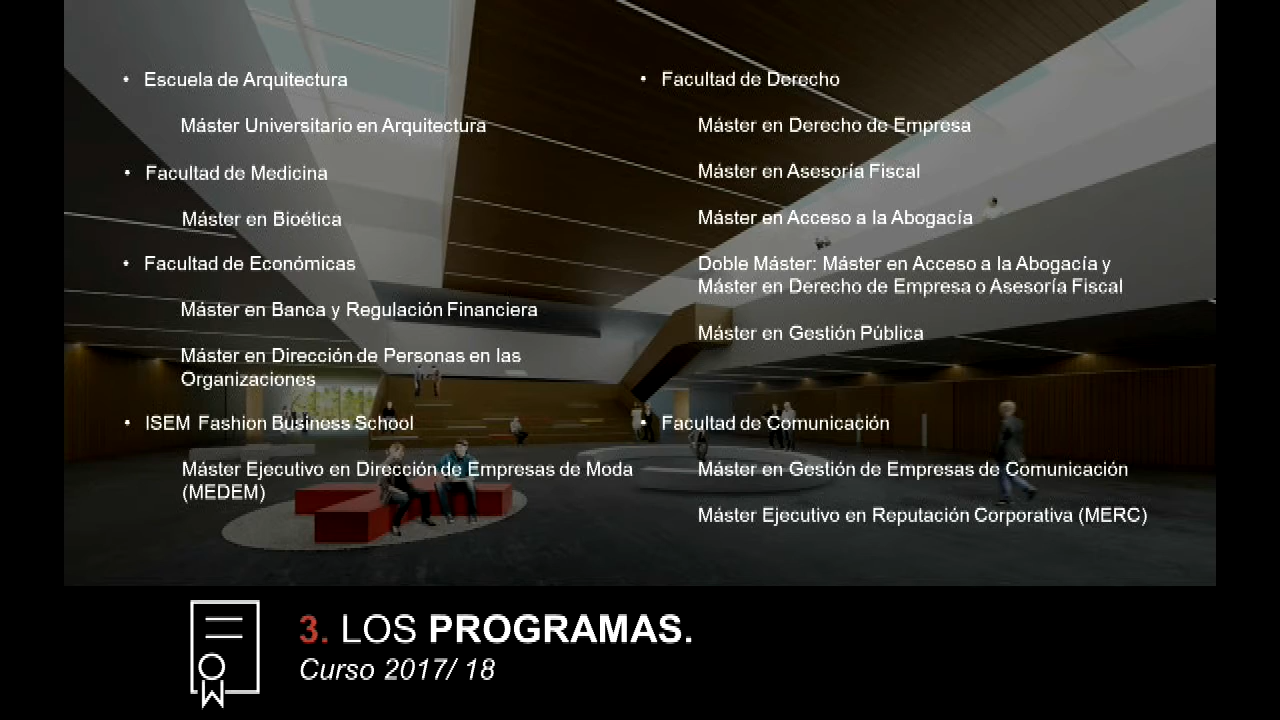 • Escuela de Arquitectura
Máster Universitario en Arquitectura
• Facultad de Medicina
Máster en Bioética
• Facultad de Económicas
Máster en Banca y Regulación Financiera
Máster en Dirección de Personas en las
Organizaciones
• ISEM Fashion Business School
Máster Ejecutivo en Dirección de Empresas de Moda
(MEDEM)
• Facultad de Derecho
Máster en Derecho de Empresa
Máster en Asesoría Fiscal
Máster en Acceso a la Abogacía
Doble Máster: Máster en Acceso a la Abogacía y
Máster en Derecho de Empresa o Asesoría Fiscal
Máster en Gestión Pública
• Facultad de Comunicación
Máster en Gestión de Empresas de Comunicación
Máster Ejecutivo en Reputación Corporativa (MERC)
3. LOS PROGRAMAS.
Curso 2017/ 18